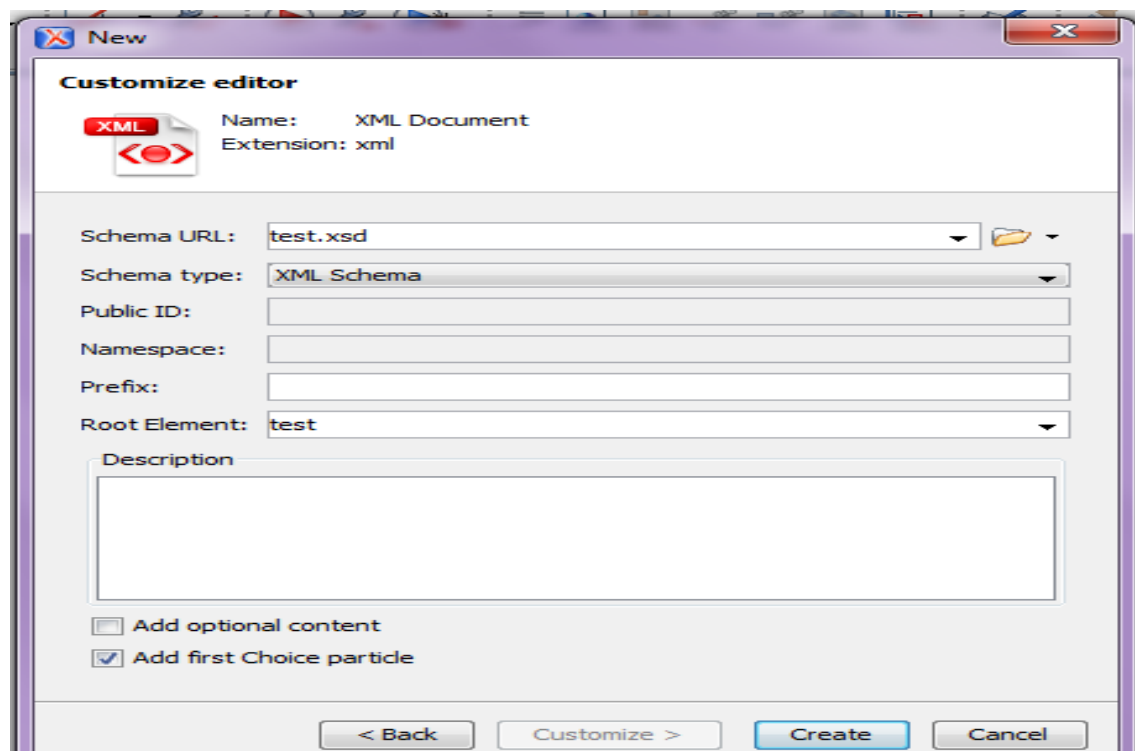 New
Customize editor
XML
Name: XML Document
Extension: xml
Schema URL: test.xsd
Schema type: XML Schema
Public ID:
Namespace:
Prefix:
Root Element: test
Description
Add optional content
Add first Choice particle
< Back Customize > Create Cancel